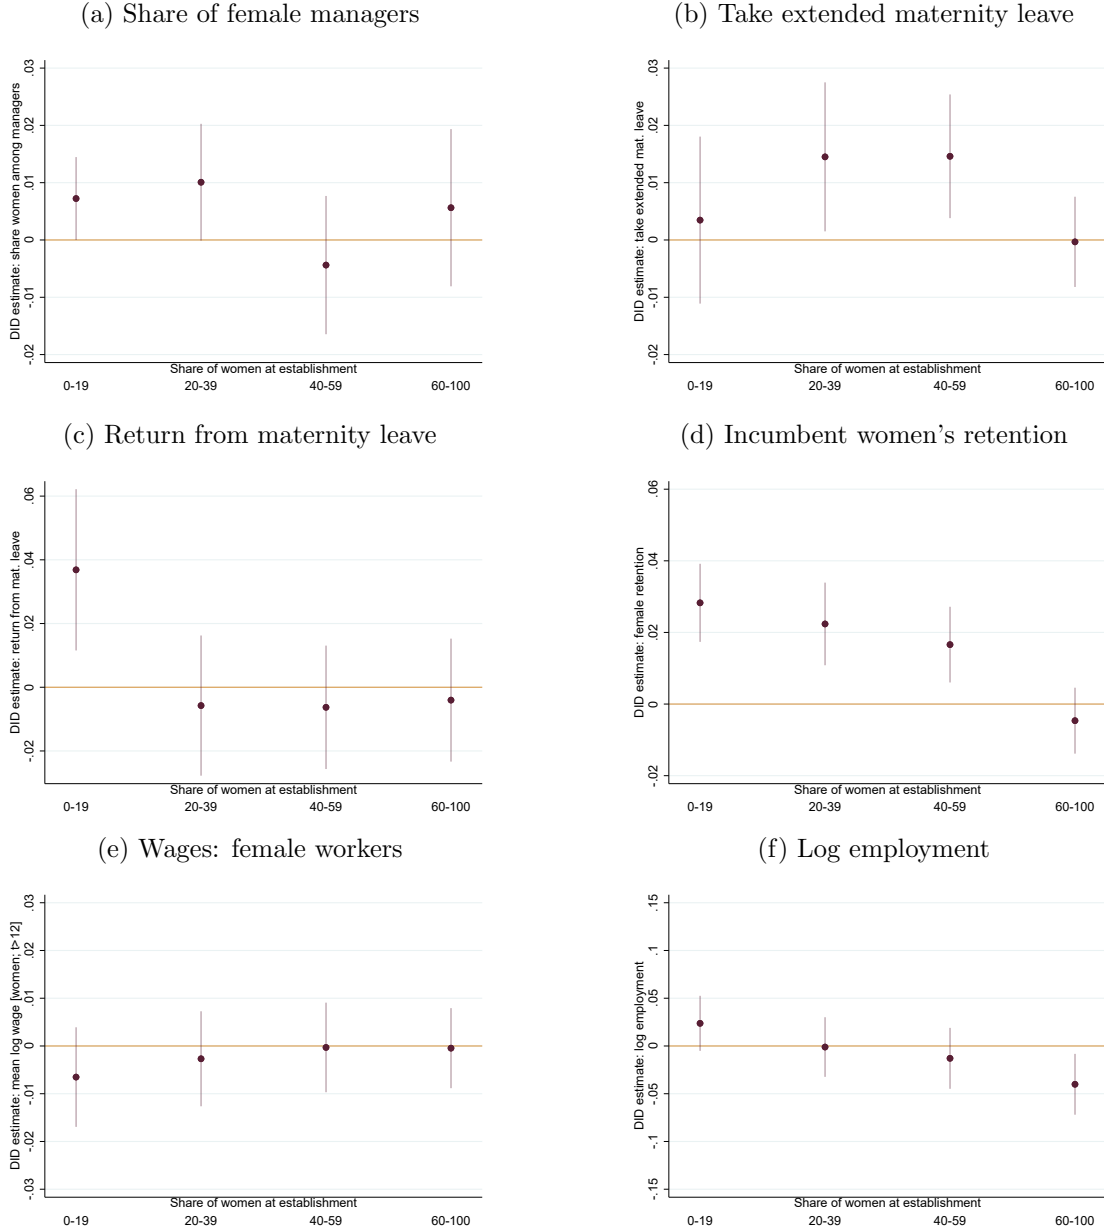 (a) Share of female managers
DID estimate: share women among managers
.03
.02
.01
0
-.01
-.02
Share of women at establishment
0-19 20-39 40-59 60-100
(b) Take extended maternity leave
DID estimate: take extended mat. leave
.03
.02
.01
0
-.01
-.02
Share of women at establishment
0-19 20-39 40-59 60-100
(c) Return from maternity leave
DID estimate: return from mat. leave
.06
.04
.02
0
-.02
Share of women at establishment
0-19 20-39 40-59 60-100
(d) Incumbent women's retention
DID estimate: female retention
.06
.04
.02
0
-.02
Share of women at establishment
0-19 20-39 40-59 60-100
(e) Wages: female workers
DID estimate: mean log wage [women; t>12]
.03
.02
.01
0
-.01
-.02
-.03
Share of women at establishment
0-19 20-39 40-59 60-100
(f) Log employment
DID estimate: log employment
.15
.1
.05
0
-.05
-.1
-.15
Share of women at establishment
0-19 20-39 40-59 60-100